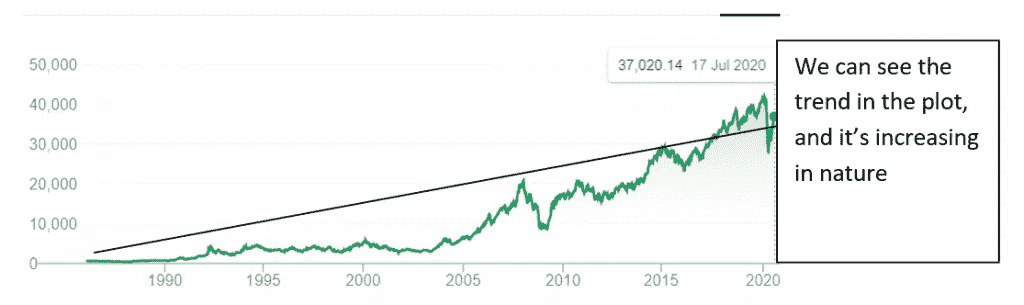 37,020.14 17 Jul 2020
50,000
40,000
30,000
20,000
10,000
0
1990 1995 2000 2005 2010 2015 2020
We can see the
trend in the plot,
and it’s increasing
in nature